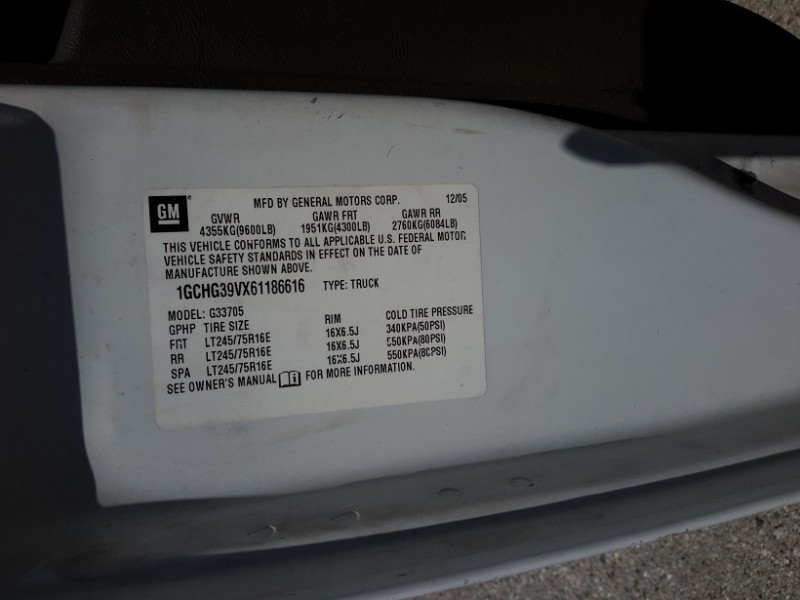 GM MFD BY GENERAL MOTORS CORP. 12/05
GVWR GAWR FRT GAWR RR
4355KG(9600LB) 1951KG(4300LB) 2760KG(6084LB)
THIS VEHICLE CONFORMS TO ALL APPLICABLE U.S. FEDERAL MOTOR
VEHICLE SAFETY STANDARDS IN EFFECT ON THE DATE OF
MANUFACTURE SHOWN ABOVE.
1GCHG39VX61186616 TYPE: TRUCK
MODEL: G33705
GPHP TIRE SIZE RIM COLD TIRE PRESSURE
FRT LT245/75R16E 16X6.5J 340KPA(50PSI)
RR LT245/75R16E 16X6.5J 550KPA(80PSI)
SPA LT245/75R16E 16X6.5J 550KPA(80PSI)
SEE OWNER'S MANUAL FOR MORE INFORMATION.